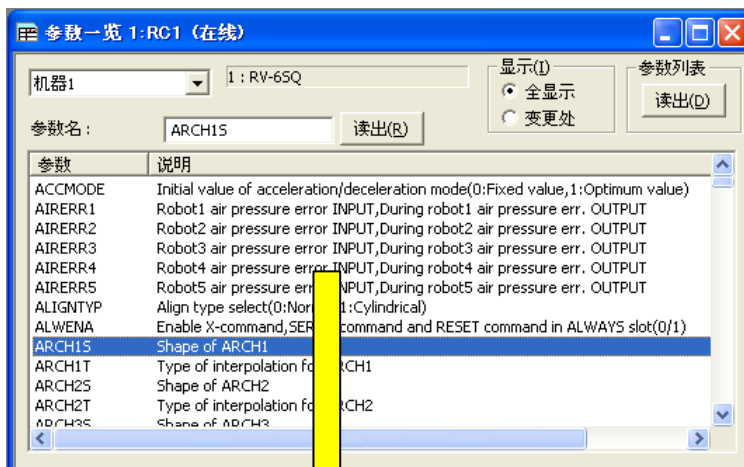 参数一览 1:RC1 (在线)
机器1
1 : RV-6SQ
显示(I)
全显示
变更处
参数列表
读出(D)
参数名:
ARCH1S
读出(R)
参数 说明
ACCMODE Initial value of acceleration/deceleration mode(0:Fixed value,1:Optimum value)
AIRERR1 Robot1 air pressure error INPUT,During robot1 air pressure err. OUTPUT
AIRERR2 Robot2 air pressure error INPUT,During robot2 air pressure err. OUTPUT
AIRERR3 Robot3 air pressure error INPUT,During robot3 air pressure err. OUTPUT
AIRERR4 Robot4 air pressure error INPUT,During robot4 air pressure err. OUTPUT
AIRERR5 Robot5 air pressure error INPUT,During robot5 air pressure err. OUTPUT
ALIGNTYP Align type select(0:Nor 1:Cylindrical)
ALWENA Enable X-command,SER command and RESET command in ALWAYS slot(0/1)
ARCH1S Shape of ARCH1
ARCH1T Type of interpolation fo RCH1
ARCH2S Shape of ARCH2
ARCH2T Type of interpolation fo RCH2
ARCH3S Shape of ARCH3